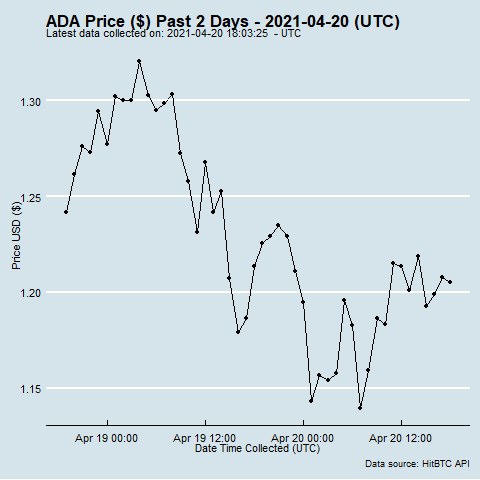 ADA Price ($) Past 2 Days - 2021-04-20 (UTC)
Latest data collected on: 2021-04-20 18:03:25  - UTC
1.30
1.25
1.20
1.15
Price USD ($)
Apr 19 00:00
Apr 19 12:00
Apr 20 00:00
Apr 20 12:00
Date Time Collected (UTC)
Data source: HitBTC API